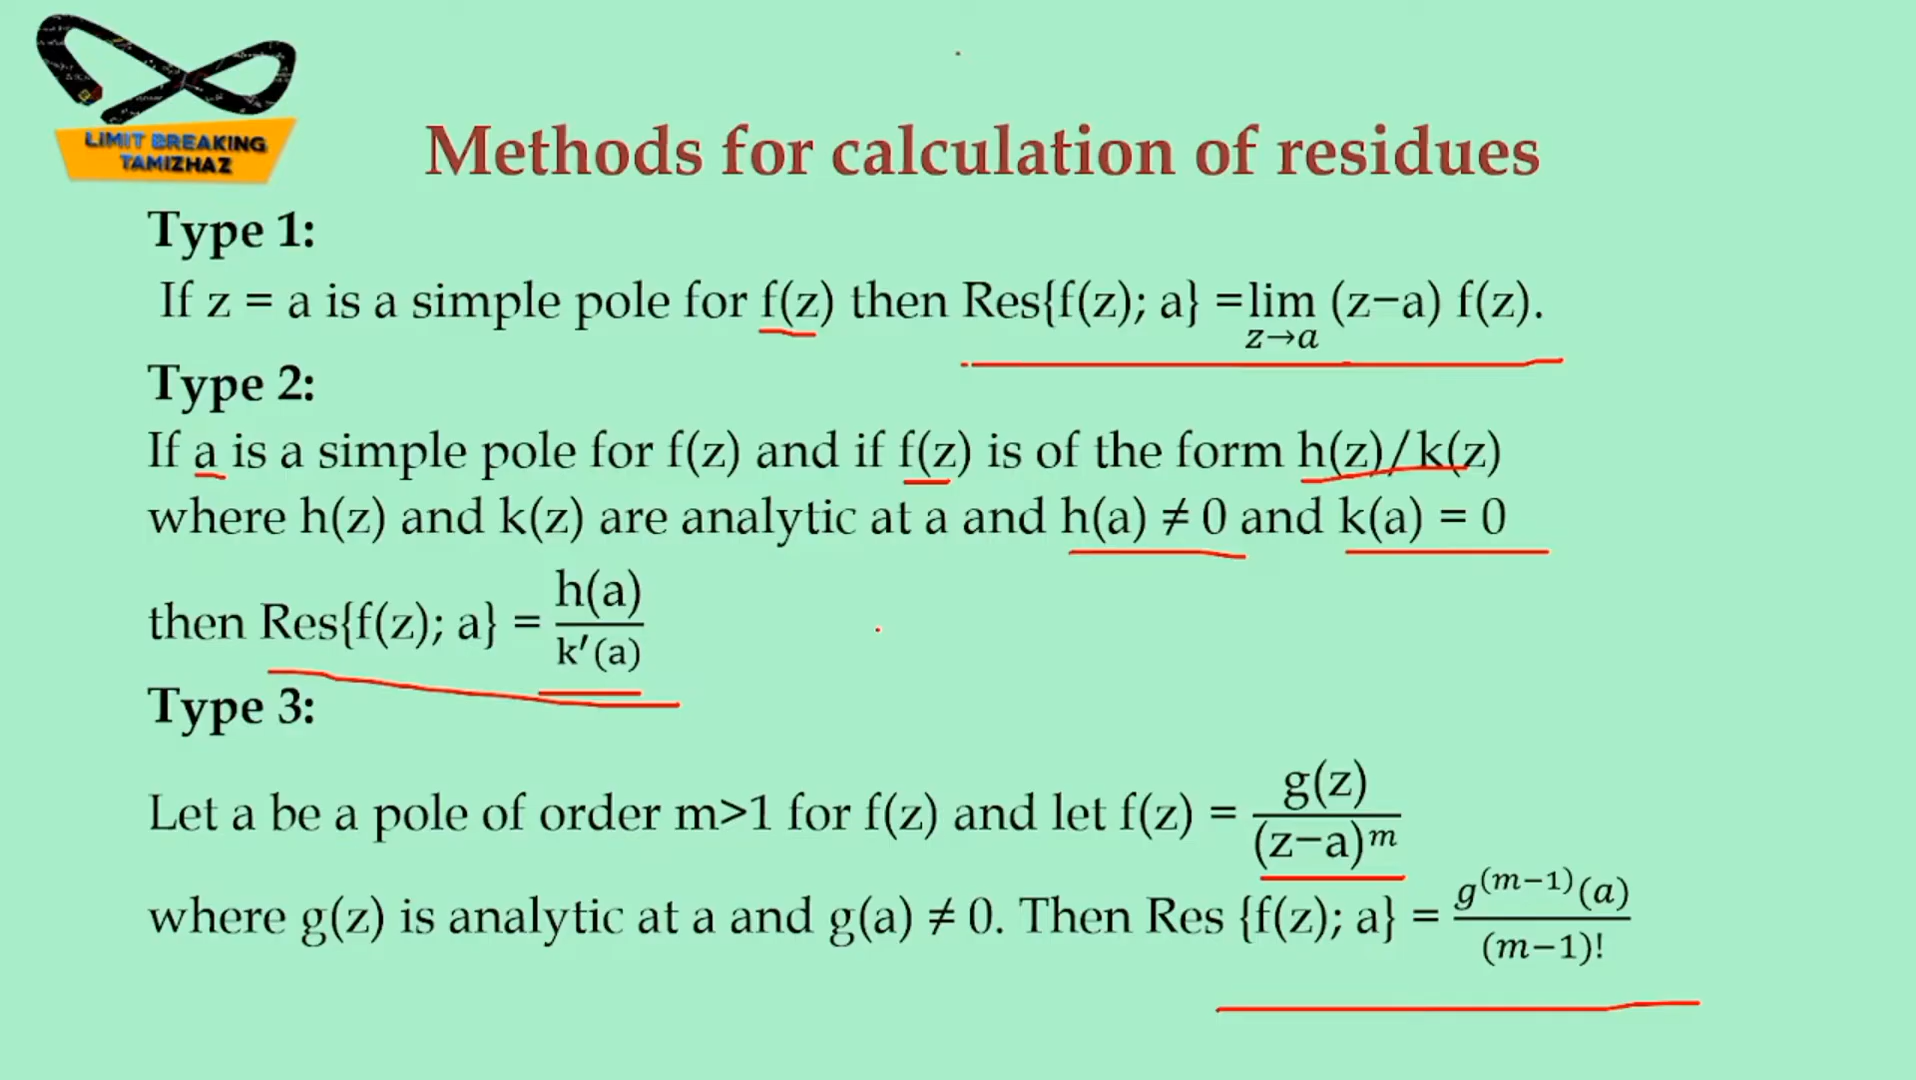 LIMIT BREAKING
TAMIZHAZ
Methods for calculation of residues
Type 1:
If z = a is a simple pole for f(z) then Res{f(z); a} = lim_{z→a} (z−a) f(z).
Type 2:
If a is a simple pole for f(z) and if f(z) is of the form h(z)/k(z)
where h(z) and k(z) are analytic at a and h(a) ≠ 0 and k(a) = 0
then Res{f(z); a} = h(a)/k′(a)
Type 3:
Let a be a pole of order m>1 for f(z) and let f(z) = g(z)/(z−a)^m
where g(z) is analytic at a and g(a) ≠ 0. Then Res {f(z); a} = g^(m−1)(a)/(m−1)!